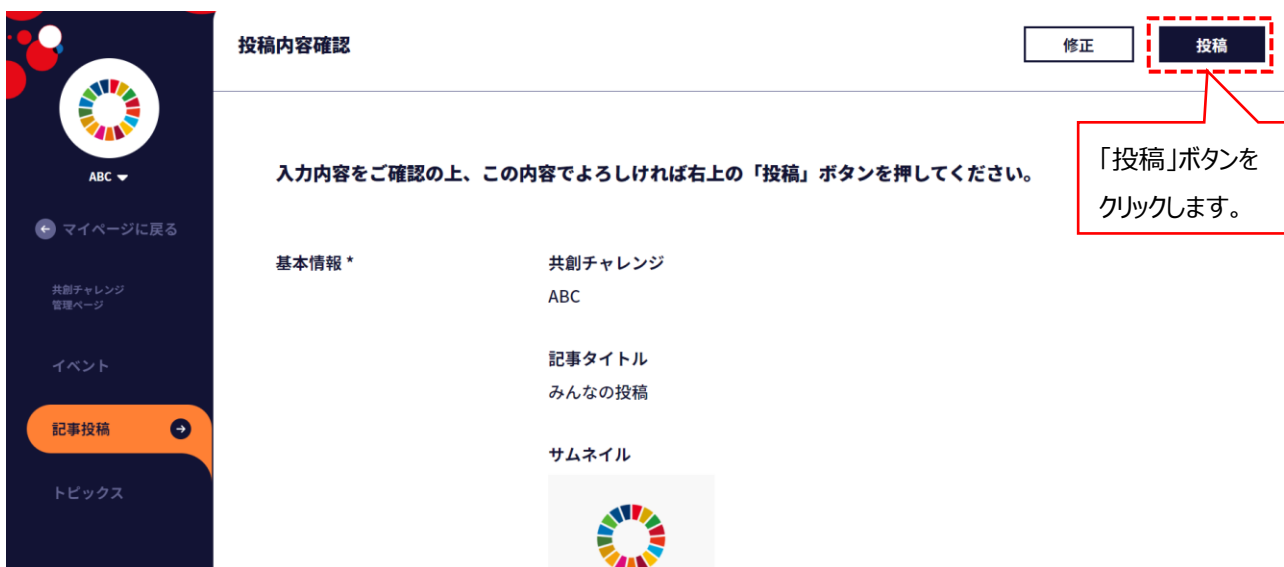 投稿内容確認
修正
投稿
「投稿」ボタンを
クリックします。
ABC
入力内容をご確認の上、この内容でよろしければ右上の「投稿」ボタンを押してください。
マイページに戻る
基本情報 *
共創チャレンジ
ABC
共創チャレンジ
管理ページ
記事タイトル
みんなの投稿
イベント
記事投稿
サムネイル
トピックス